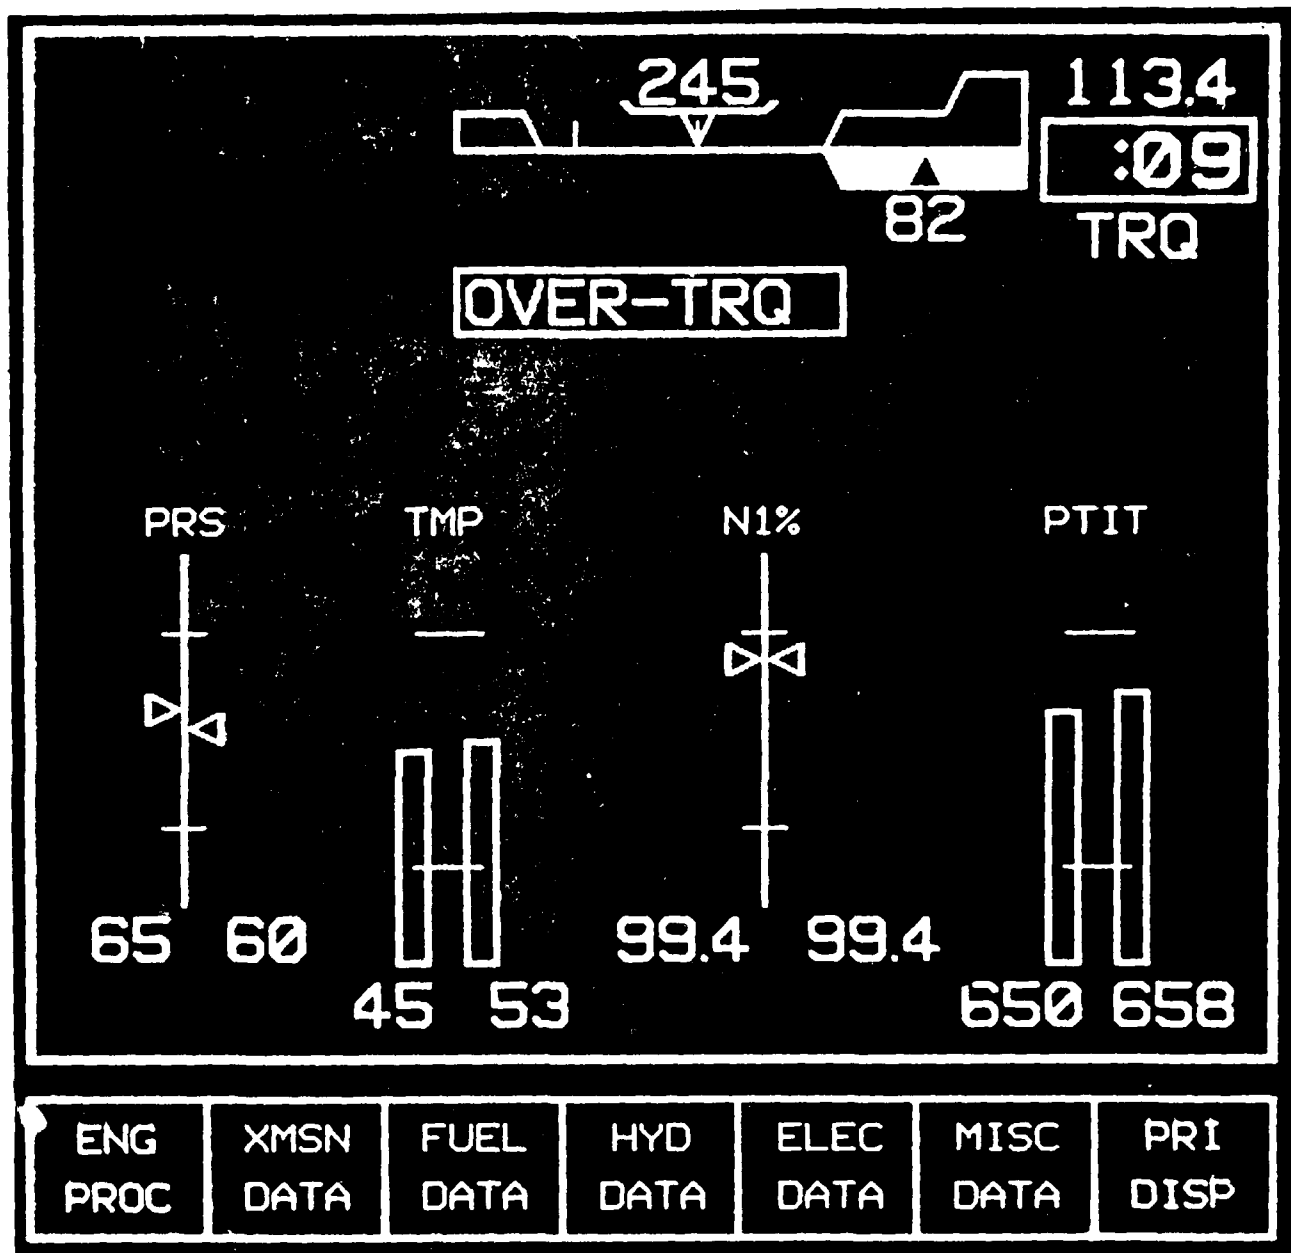 245
113.4
:09
82
TRQ
OVER-TRQ
PRS TMP N1% PTIT
65 60 99.4 99.4
45 53 650 658
ENG XMSN FUEL HYD ELEC MISC PRI
PROC DATA DATA DATA DATA DATA DISP